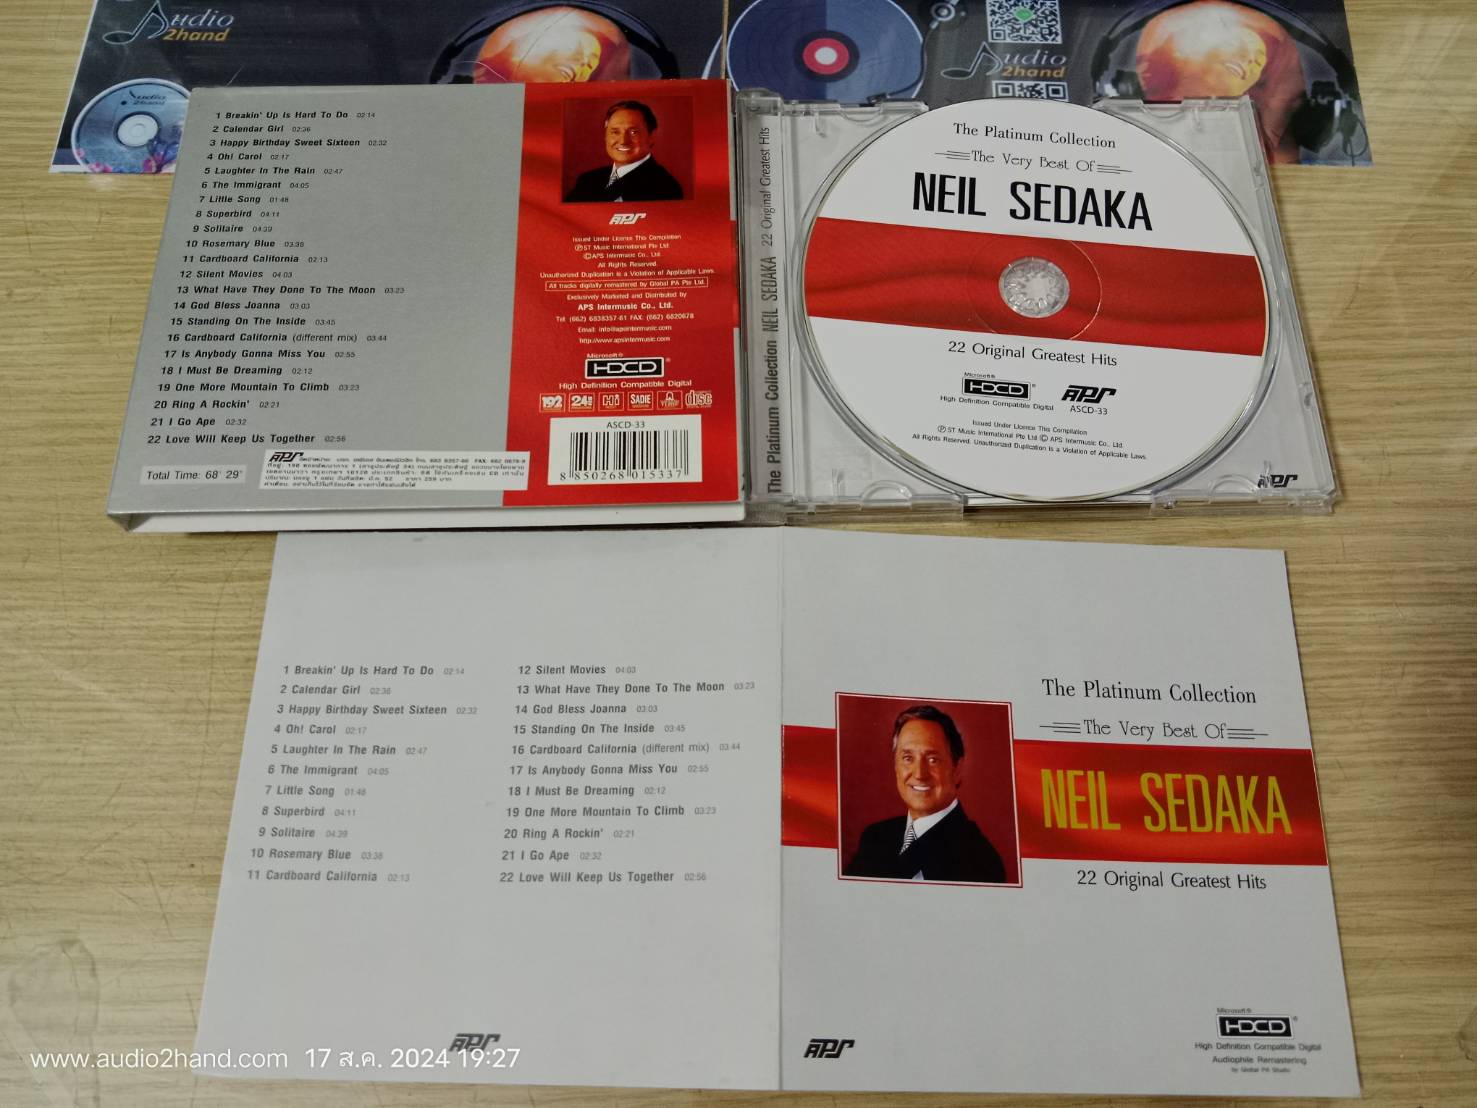 Audio
2hand
Audio
2hand
Audio
2hand
1 Breakin' Up Is Hard To Do 02:14
2 Calendar Girl 02:36
3 Happy Birthday Sweet Sixteen 02:32
4 Oh! Carol 02:17
5 Laughter In The Rain 02:47
6 The Immigrant 04:05
7 Little Song 01:48
8 Superbird 04:11
9 Solitaire 04:39
10 Rosemary Blue 03:38
11 Cardboard California 02:13
12 Silent Movies 04:03
13 What Have They Done To The Moon 03:23
14 God Bless Joanna 03:03
15 Standing On The Inside 03:45
16 Cardboard California (different mix) 03:44
17 Is Anybody Gonna Miss You 02:55
18 I Must Be Dreaming 02:12
19 One More Mountain To Climb 03:23
20 Ring A Rockin' 02:21
21 I Go Ape 02:32
22 Love Will Keep Us Together 02:56
Total Time: 68' 29"
APS
APS
Issued Under Licence This Compilation
ⓟST Music International Pte Ltd
©APS Intermusic Co., Ltd.
All Rights Reserved.
Unauthorized Duplication is a Violation of Applicable Laws.
All tracks digitally remastered by Global PA Pte Ltd.
Exclusively Marketed and Distributed by
APS Intermusic Co., Ltd.
Tel: (662) 6838357-61 FAX: (662) 6820678
Email: info@apsintermusic.com
http://www.apsintermusic.com
Microsoft®
HDCD®
High Definition Compatible Digital
192
24
Hi
SADIE
disc
ASCD-33
8 850268 015337
The Platinum Collection NEIL SEDAKA 22 Original Greatest Hits
The Platinum Collection
The Very Best Of
NEIL SEDAKA
22 Original Greatest Hits
Microsoft®
HDCD®
High Definition Compatible Digital
APS
ASCD-33
Issued Under Licence This Compilation
ⓟ ST Music International Pte Ltd © APS Intermusic Co., Ltd.
All Rights Reserved. Unauthorized Duplication is a Violation of Applicable Laws.
APS
1 Breakin' Up Is Hard To Do 02:14
2 Calendar Girl 02:36
3 Happy Birthday Sweet Sixteen 02:32
4 Oh! Carol 02:17
5 Laughter In The Rain 02:47
6 The Immigrant 04:05
7 Little Song 01:48
8 Superbird 04:11
9 Solitaire 04:39
10 Rosemary Blue 03:38
11 Cardboard California 02:13
12 Silent Movies 04:03
13 What Have They Done To The Moon 03:23
14 God Bless Joanna 03:03
15 Standing On The Inside 03:45
16 Cardboard California (different mix) 03:44
17 Is Anybody Gonna Miss You 02:55
18 I Must Be Dreaming 02:12
19 One More Mountain To Climb 03:23
20 Ring A Rockin' 02:21
21 I Go Ape 02:32
22 Love Will Keep Us Together 02:56
APS
The Platinum Collection
The Very Best Of
NEIL SEDAKA
22 Original Greatest Hits
APS
Microsoft®
HDCD®
High Definition Compatible Digital
Audiophile Remastering
by Global PA Studio
www.audio2hand.com 17 ส.ค. 2024 19:27